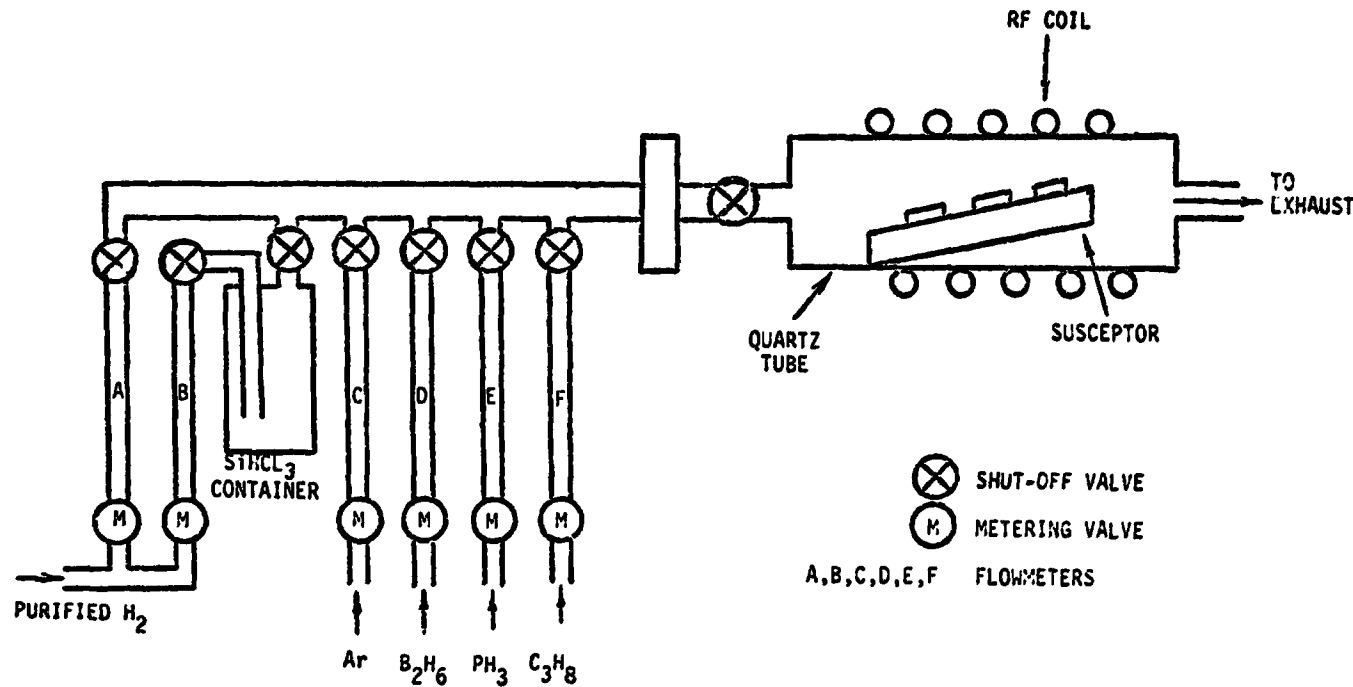 RF COIL
TO
EXHAUST
QUARTZ
TUBE
SUSCEPTOR
A
B
C
D
E
F
SiHCL3
CONTAINER
M
M
M
M
M
M
SHUT-OFF VALVE
M METERING VALVE
A,B,C,D,E,F FLOWMETERS
PURIFIED H2
Ar
B2H6
PH3
C3H8